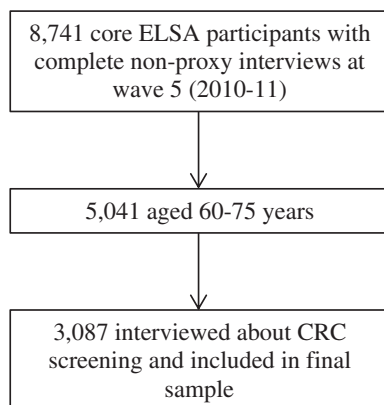 8,741 core ELSA participants with
complete non-proxy interviews at
wave 5 (2010-11)
5,041 aged 60-75 years
3,087 interviewed about CRC
screening and included in final
sample